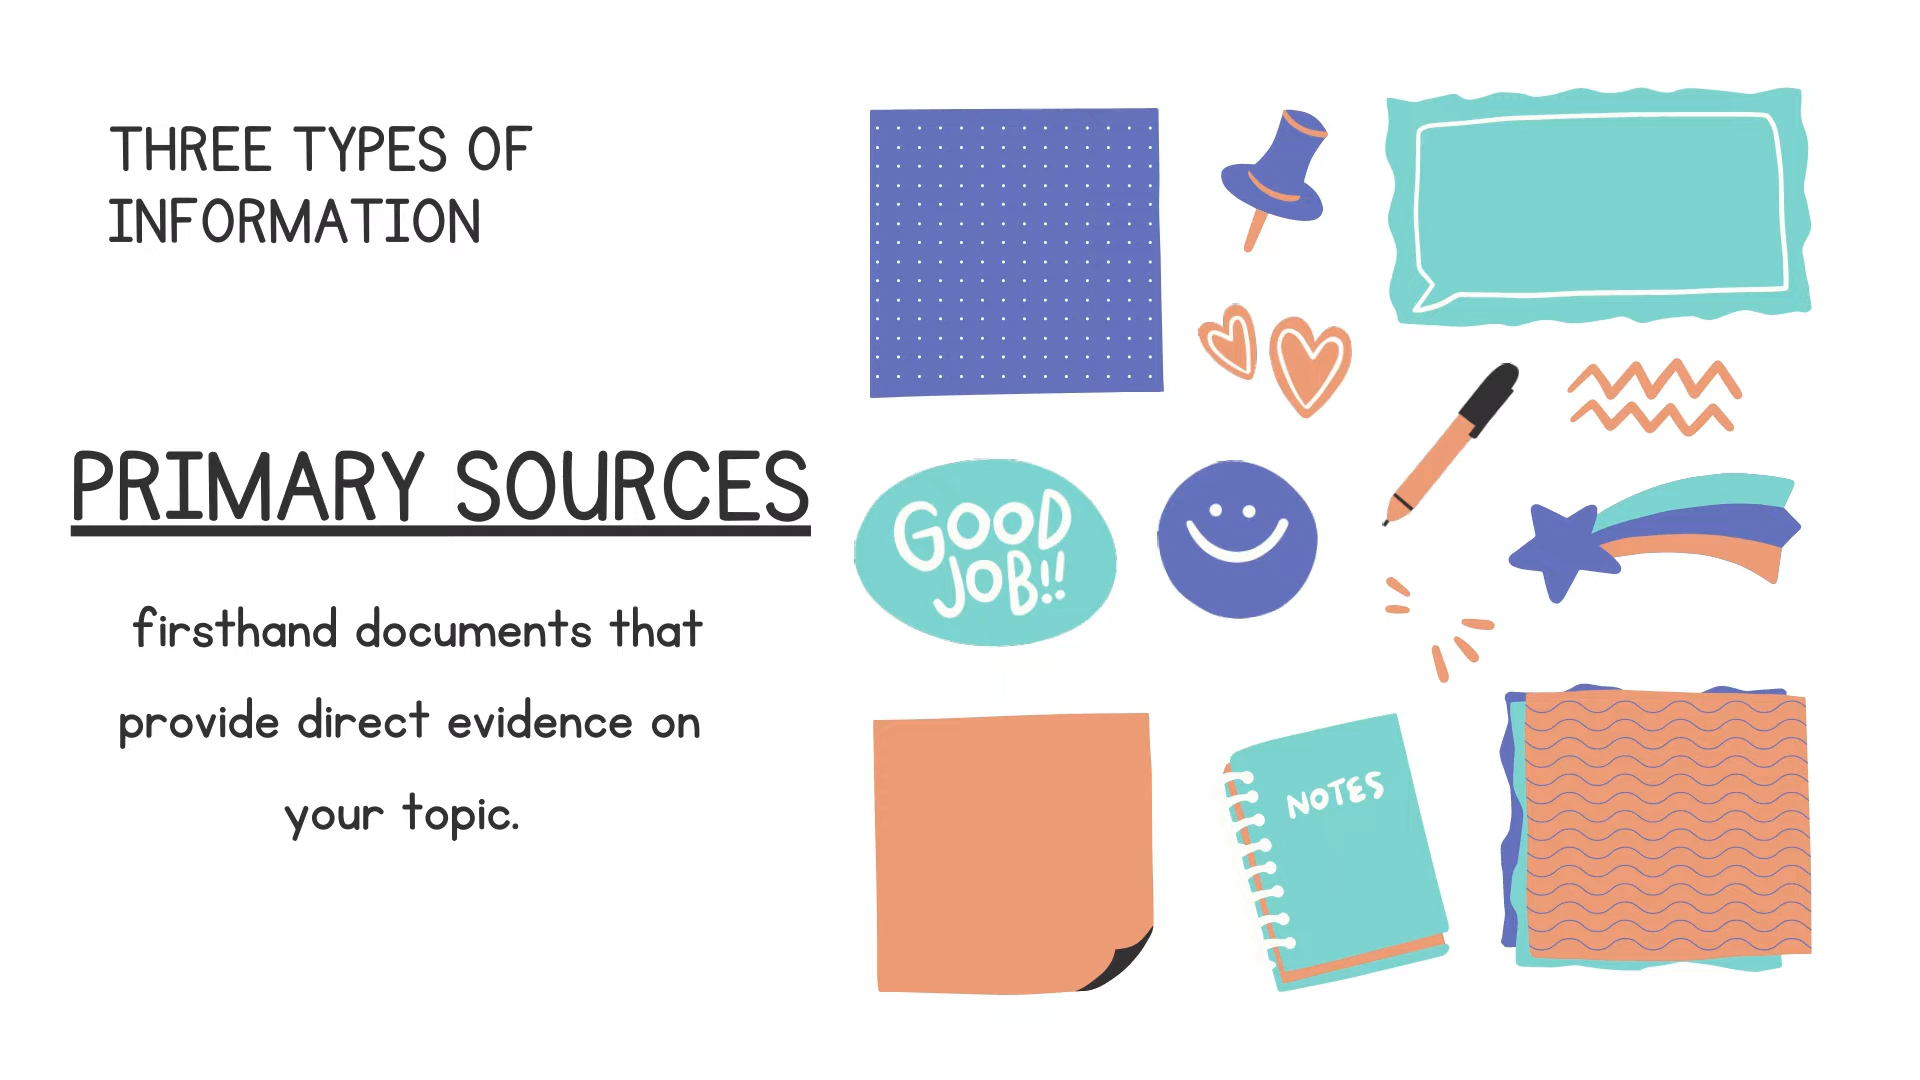 THREE TYPES OF
INFORMATION
PRIMARY SOURCES
firsthand documents that
provide direct evidence on
your topic.
GOOD
JOB!!
NOTES